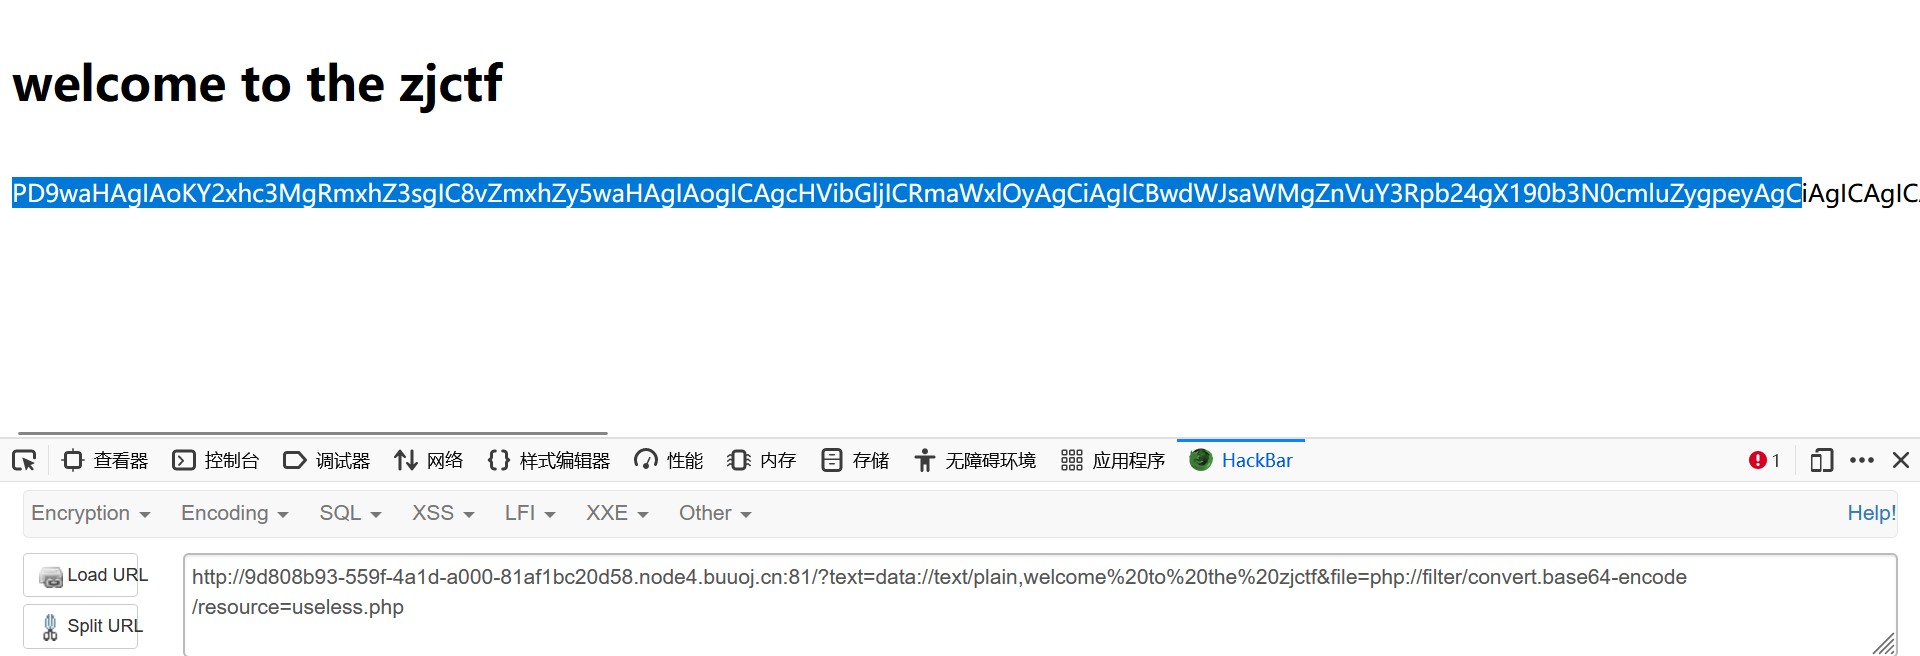 welcome to the zjctf
PD9waHAgIAoKY2xhc3MgRmxhZ3sgIC8vZmxhZy5waHAgIAogICAgcHVibGljICRmaWxlOyAgCiAgICBwdWJsaWMgZnVuY3Rpb24gX190b3N0cmluZygpeyAgCiAgICAgIC
查看器 控制台 调试器 网络 样式编辑器 性能 内存 存储 无障碍环境 应用程序 HackBar 1
Encryption Encoding SQL XSS LFI XXE Other Help!
Load URL
http://9d808b93-559f-4a1d-a000-81af1bc20d58.node4.buuoj.cn:81/?text=data://text/plain,welcome%20to%20the%20zjctf&file=php://filter/convert.base64-encode
/resource=useless.php
Split URL